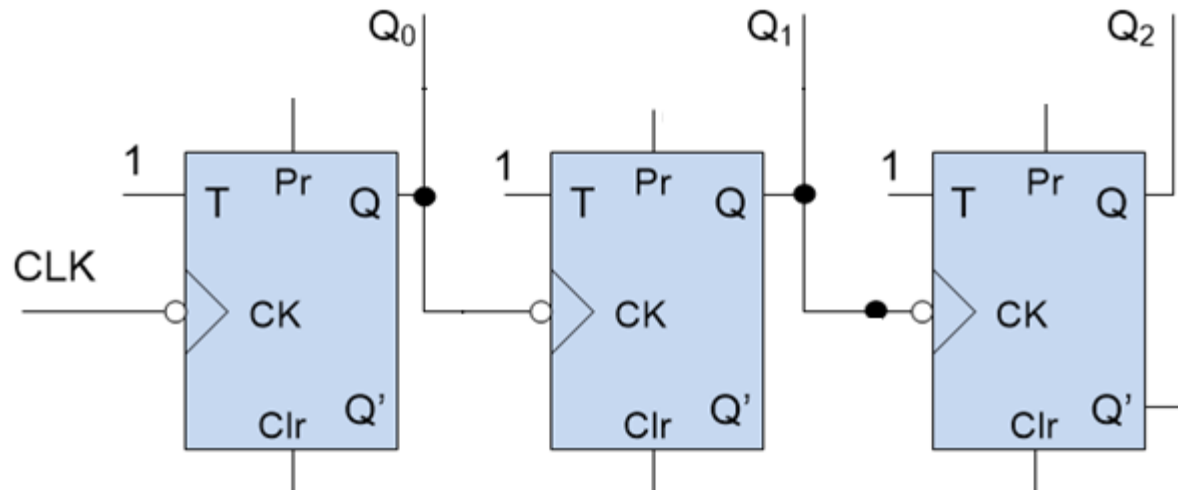 Q₀ Q₁ Q₂
1 1 1
Pr Pr Pr
T Q T Q T Q
CLK
CK CK CK
Q’ Q’ Q’
Clr Clr Clr